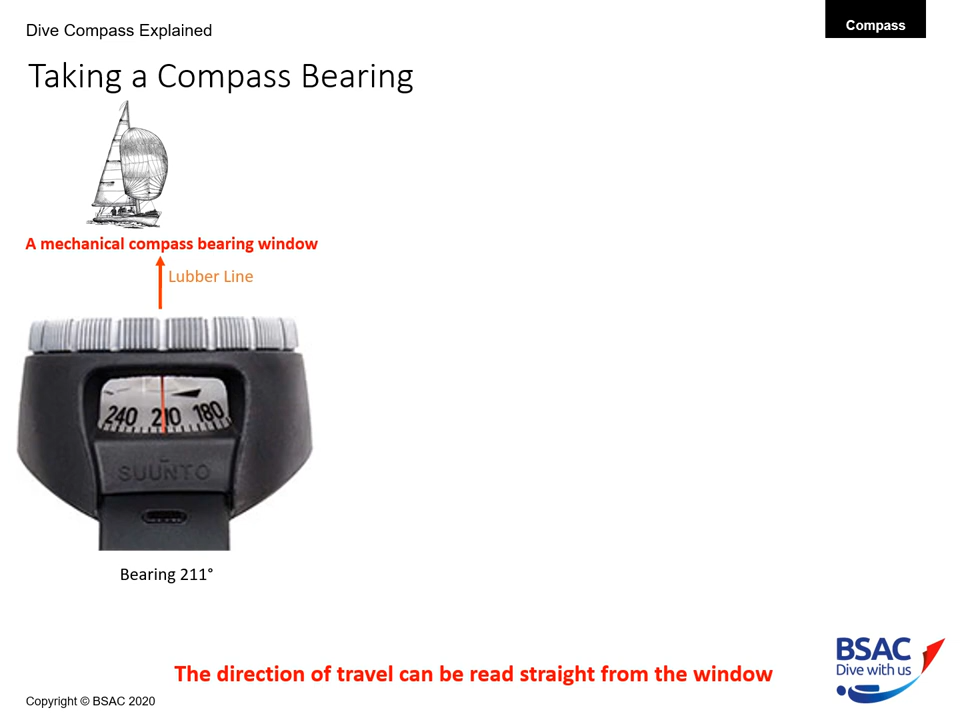 Dive Compass Explained
Compass
Taking a Compass Bearing
A mechanical compass bearing window
Lubber Line
240 210 180
SUUNTO
Bearing 211°
The direction of travel can be read straight from the window
BSAC
Dive with us
Copyright © BSAC 2020